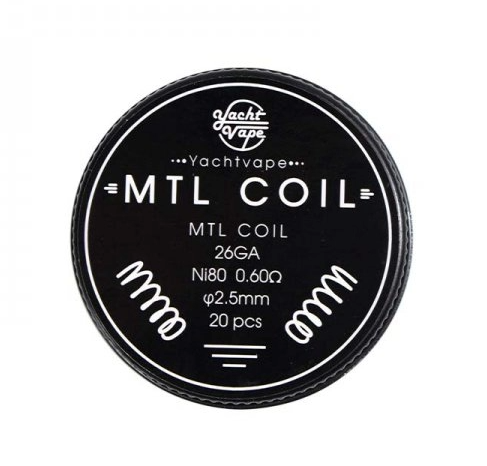 Yacht
Vape
Yachtvape
MTL COIL
MTL COIL
26GA
Ni80 0.60Ω
φ2.5mm
20 pcs